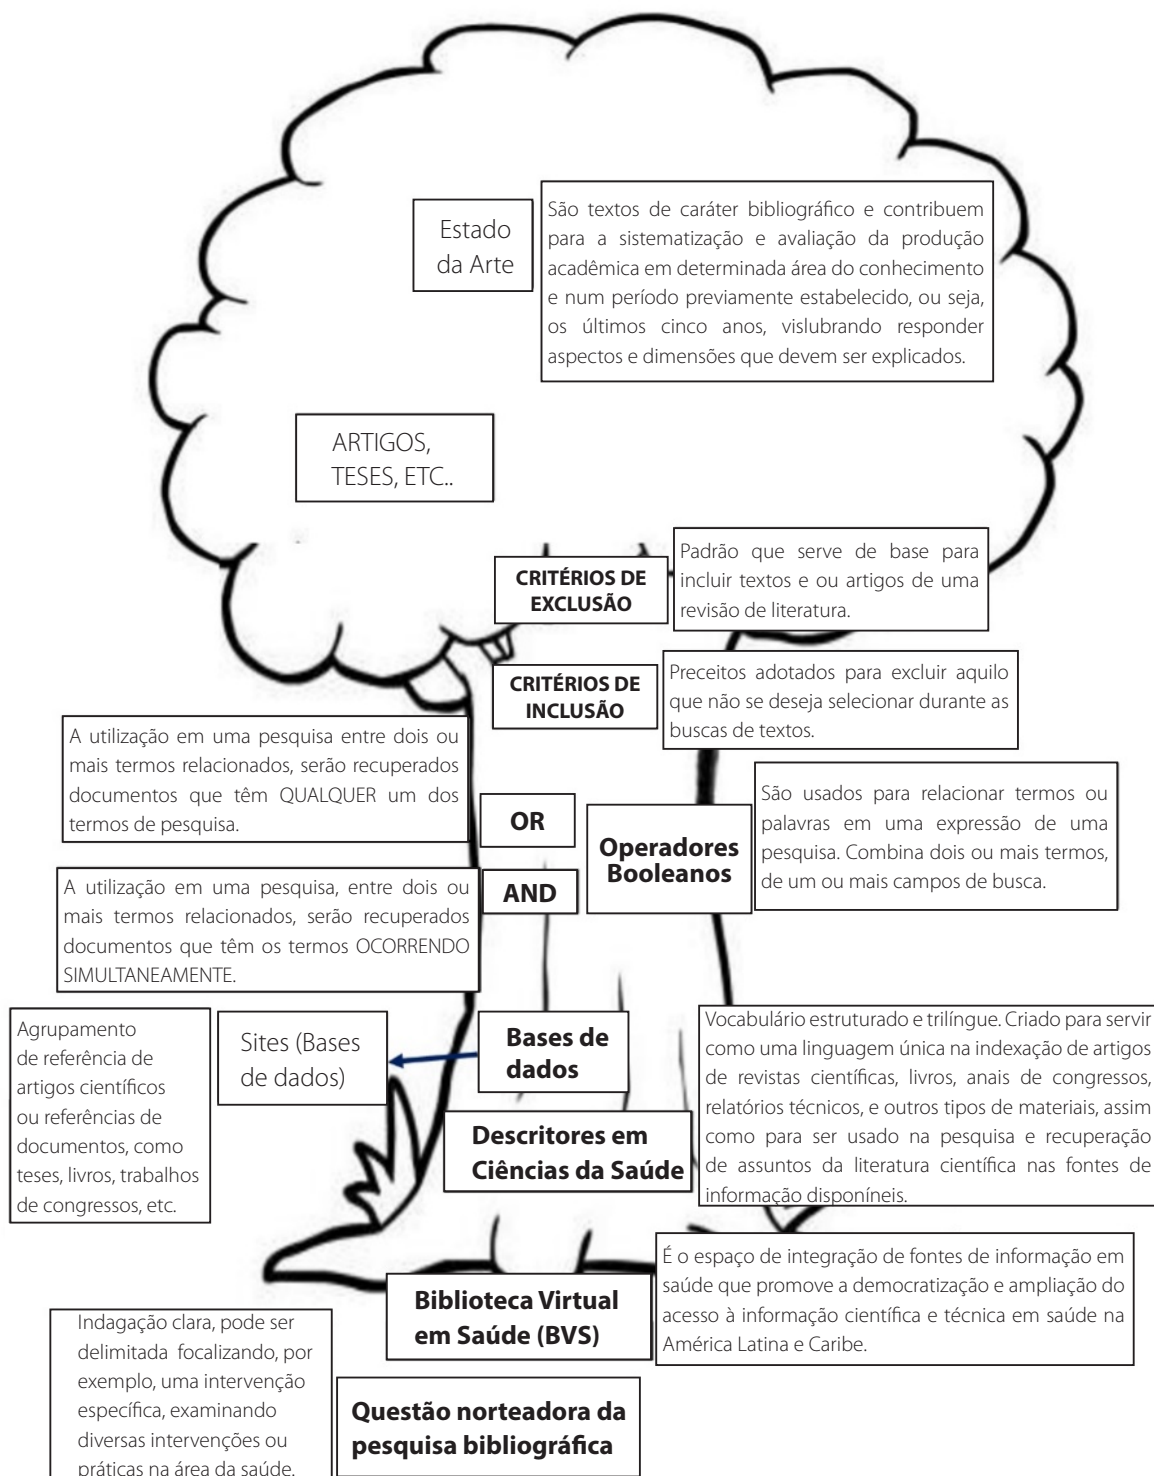 Estado
da Arte
São textos de caráter bibliográfico e contribuem
para a sistematização e avaliação da produção
acadêmica em determinada área do conhecimento
e num período previamente estabelecido, ou seja,
os últimos cinco anos, vislubrando responder
aspectos e dimensões que devem ser explicados.
ARTIGOS,
TESES, ETC..
CRITÉRIOS DE
EXCLUSÃO
Padrão que serve de base para
incluir textos e ou artigos de uma
revisão de literatura.
CRITÉRIOS DE
INCLUSÃO
Preceitos adotados para excluir aquilo
que não se deseja selecionar durante as
buscas de textos.
A utilização em uma pesquisa entre dois ou
mais termos relacionados, serão recuperados
documentos que têm QUALQUER um dos
termos de pesquisa.
OR
Operadores
Booleanos
São usados para relacionar termos ou
palavras em uma expressão de uma
pesquisa. Combina dois ou mais termos,
de um ou mais campos de busca.
A utilização em uma pesquisa, entre dois ou
mais termos relacionados, serão recuperados
documentos que têm os termos OCORRENDO
SIMULTANEAMENTE.
AND
Agrupamento
de referência de
artigos científicos
ou referências de
documentos, como
teses, livros, trabalhos
de congressos, etc.
Sites (Bases
de dados)
Bases de
dados
Descritores em
Ciências da Saúde
Vocabulário estruturado e trilíngue. Criado para servir
como uma linguagem única na indexação de artigos
de revistas científicas, livros, anais de congressos,
relatórios técnicos, e outros tipos de materiais, assim
como para ser usado na pesquisa e recuperação
de assuntos da literatura científica nas fontes de
informação disponíneis.
Biblioteca Virtual
em Saúde (BVS)
É o espaço de integração de fontes de informação em
saúde que promove a democratização e ampliação do
acesso à informação científica e técnica em saúde na
América Latina e Caribe.
Indagação clara, pode ser
delimitada focalizando, por
exemplo, uma intervenção
específica, examinando
diversas intervenções ou
práticas na área da saúde.
Questão norteadora da
pesquisa bibliográfica